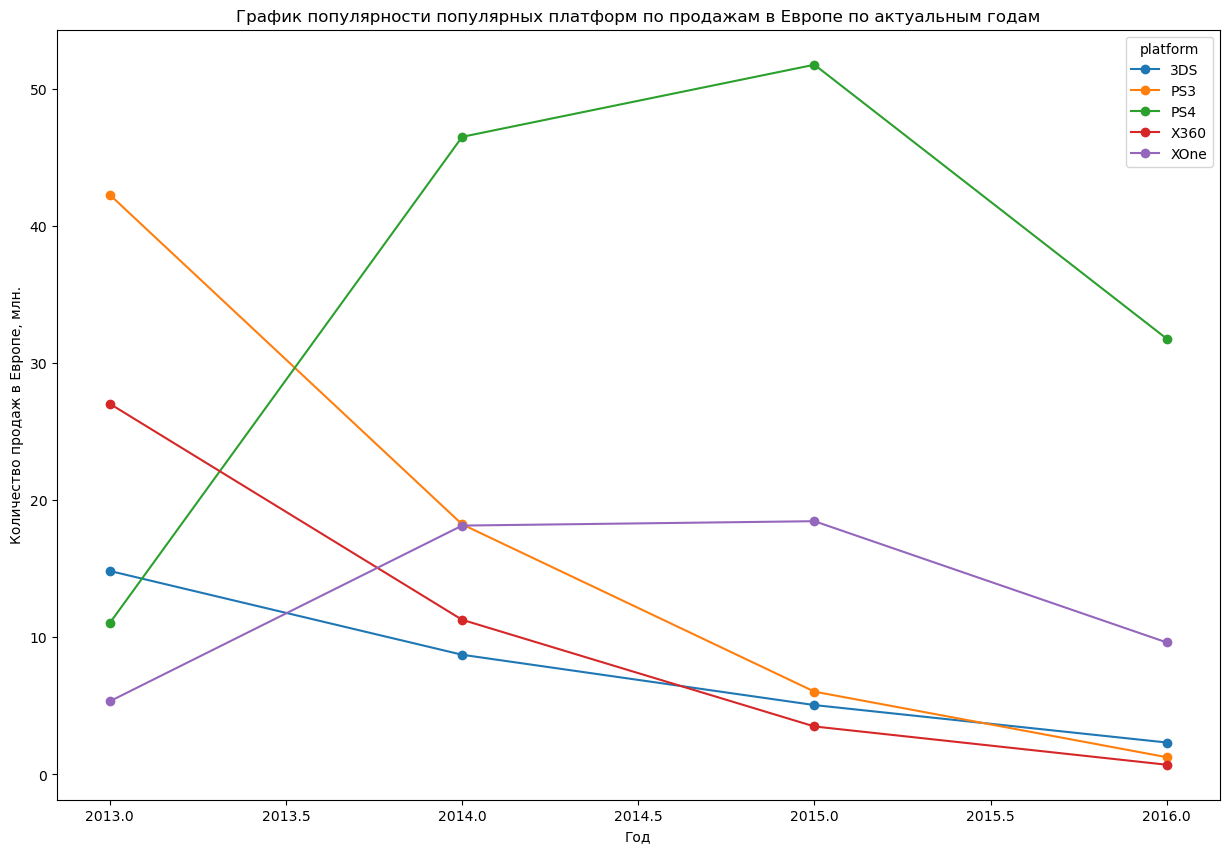 График популярности популярных платформ по продажам в Европе по актуальным годам
platform
3DS
PS3
PS4
X360
XOne
Количество продаж в Европе, млн.
50
40
30
20
10
0
2013.0 2013.5 2014.0 2014.5 2015.0 2015.5 2016.0
Год